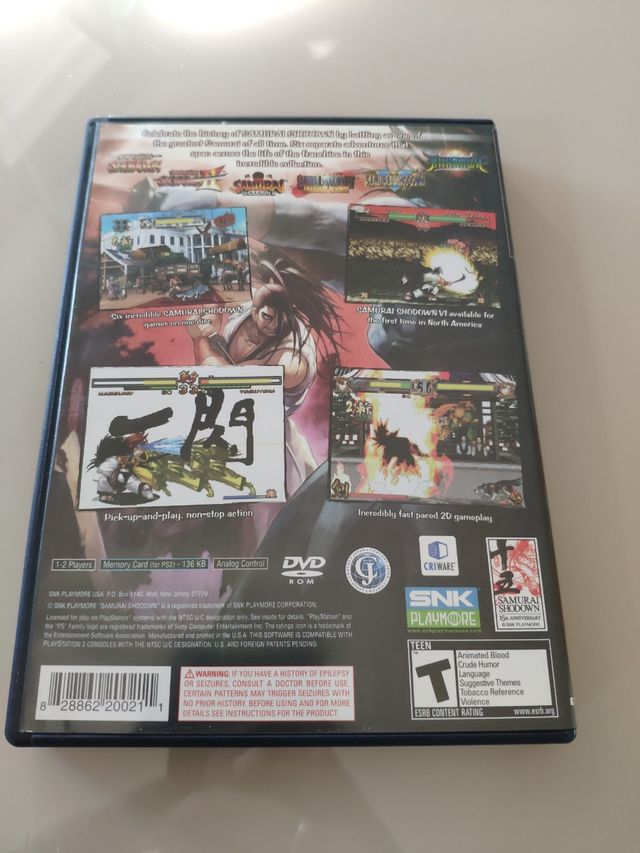 Celebrate the history of SAMURAI SHODOWN by battling as one of
the greatest Samurai of all time. Six separate adventures that
span across the life of the franchise in this
incredible collection.
SAMURAI
SHODOWN
Six incredible SAMURAI SHODOWN
games on one disc
SAMURAI SHODOWN VI available for
the first time in North America
一閃
Pick-up-and-play, non-stop action
Incredibly fast paced 2D gameplay
1-2 Players
Memory Card (for PS2) - 136 KB
Analog Control
DVD
ROM
CRIWARE
SNK PLAYMORE USA P.O. Box 1140, Wall, New Jersey 07719
© SNK PLAYMORE "SAMURAI SHODOWN" is a registered trademark of SNK PLAYMORE CORPORATION.
Licensed for play on PlayStation 2 systems with the NTSC U/C designation only. See inside for details. "PlayStation" and
the "PS" Family logo are registered trademarks of Sony Computer Entertainment Inc. The ratings icon is a trademark of
the Entertainment Software Association. Manufactured and printed in the U.S.A. THIS SOFTWARE IS COMPATIBLE WITH
PLAYSTATION 2 CONSOLES WITH THE NTSC U/C DESIGNATION. U.S. AND FOREIGN PATENTS PENDING.
SNK
PLAYMORE
www.snkplaymoreusa.com
十五
SAMURAI
SHODOWN
15th ANNIVERSARY
© SNK PLAYMORE
8 28862 20021 1
WARNING: IF YOU HAVE A HISTORY OF EPILEPSY
OR SEIZURES, CONSULT A DOCTOR BEFORE USE.
CERTAIN PATTERNS MAY TRIGGER SEIZURES WITH
NO PRIOR HISTORY. BEFORE USING AND FOR MORE
DETAILS SEE INSTRUCTIONS FOR THE PRODUCT.
TEEN
T
Animated Blood
Crude Humor
Language
Suggestive Themes
Tobacco Reference
Violence
ESRB CONTENT RATING
www.esrb.org